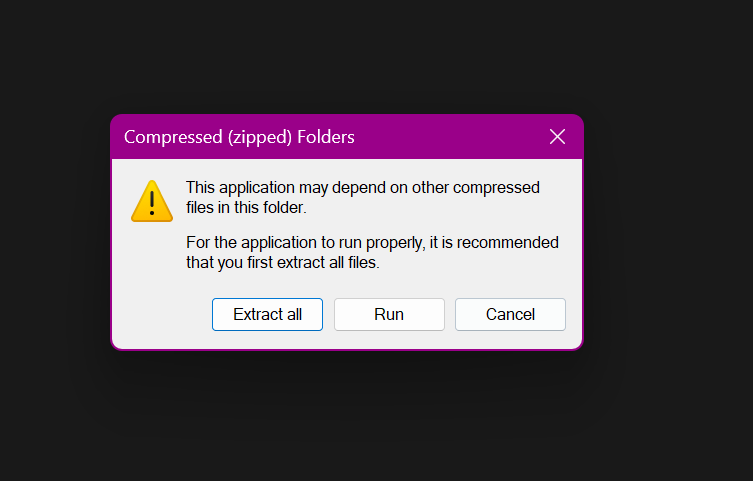 Compressed (zipped) Folders
This application may depend on other compressed
files in this folder.
For the application to run properly, it is recommended
that you first extract all files.
Extract all Run Cancel